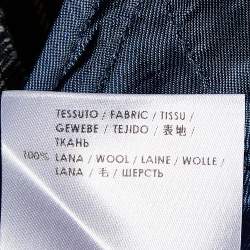 TESSUTO / FABRIC / TISSU /
GEWEBE / TEJIDO / 表地 /
ТКАНЬ
100% LANA / WOOL / LAINE / WOLLE /
LANA / 毛 / ШЕРСТЬ